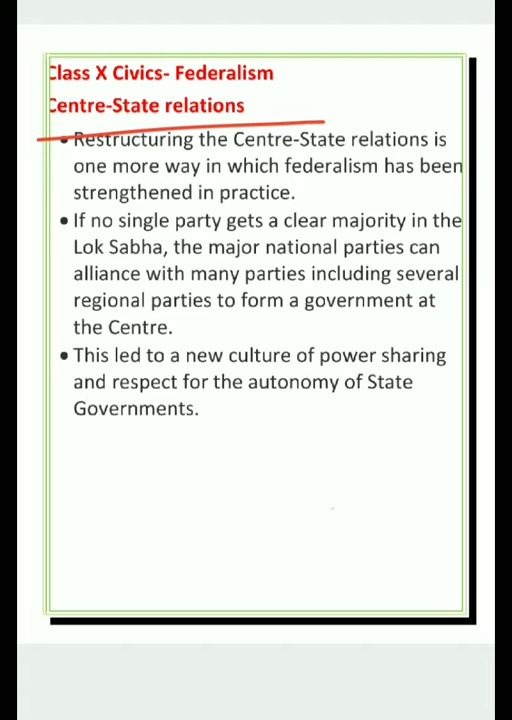 Class X Civics- Federalism
Centre-State relations
• Restructuring the Centre-State relations is
one more way in which federalism has been
strengthened in practice.
• If no single party gets a clear majority in the
Lok Sabha, the major national parties can
alliance with many parties including several
regional parties to form a government at
the Centre.
• This led to a new culture of power sharing
and respect for the autonomy of State
Governments.